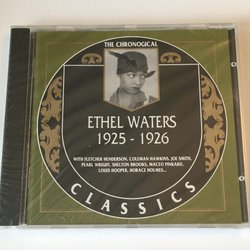 THE CHRONOGICAL
ETHEL WATERS
1925 - 1926
WITH FLETCHER HENDERSON, COLEMAN HAWKINS, JOE SMITH,
PEARL WRIGHT, SHELTON BROOKS, MACEO PINKARD,
LOUIS HOOPER, HORACE HOLMES...
CLASSICS